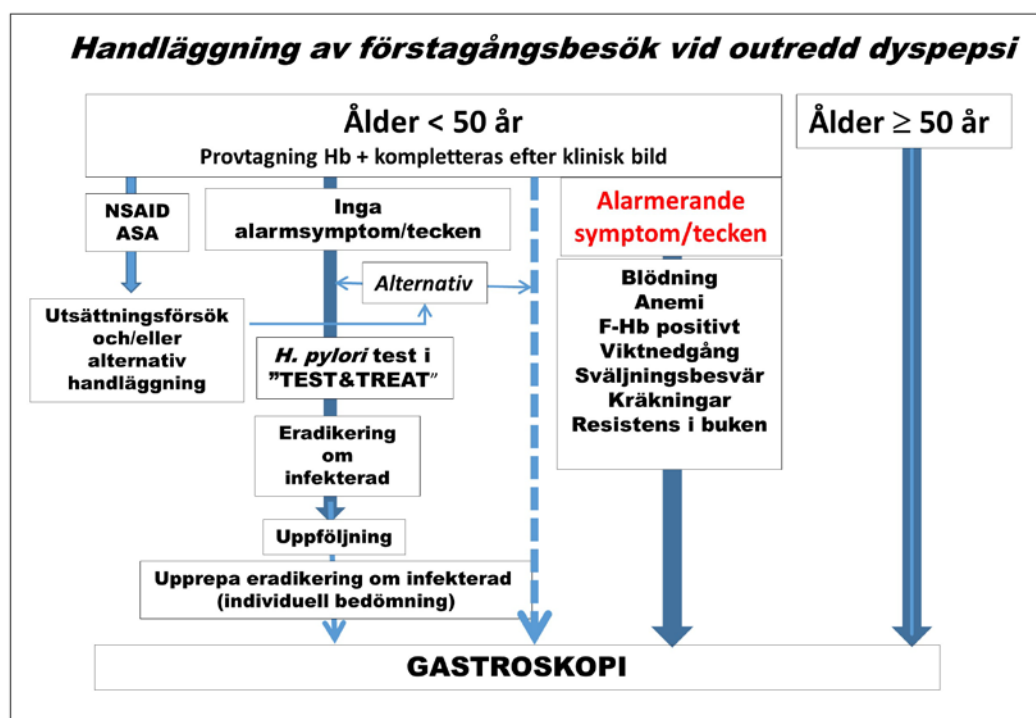 Handläggning av förstagångsbesök vid outredd dyspepsi
Ålder < 50 år
Provtagning Hb + kompletteras efter klinisk bild
Ålder ≥ 50 år
NSAID
ASA
Inga
alarmsymptom/tecken
Alarmerande
symptom/tecken
Alternativ
Utsättningsförsök
och/eller
alternativ
handläggning
H. pylori test i
”TEST&TREAT”
Eradikering
om
infekterad
Uppföljning
Upprepa eradikering om infekterad
(individuell bedömning)
Blödning
Anemi
F-Hb positivt
Viktnedgång
Sväljningsbesvär
Kräkningar
Resistens i buken
GASTROSKOPI